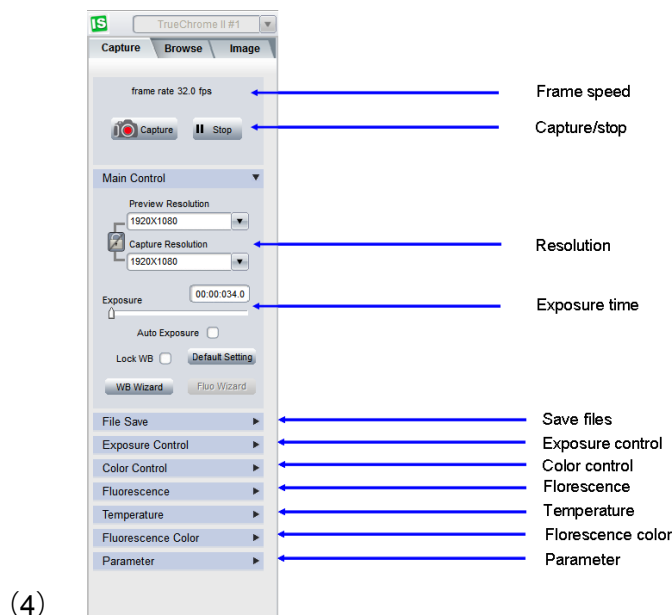 IS TrueChrome II #1
Capture Browse Image
frame rate 32.0 fps
Frame speed
Capture Stop
Capture/stop
Main Control
Preview Resolution
1920X1080
Capture Resolution
Resolution
1920X1080
Exposure 00:00:034.0
Exposure time
Auto Exposure
Lock WB Default Setting
WB Wizard Fluo Wizard
File Save
Save files
Exposure Control
Exposure control
Color Control
Color control
Fluorescence
Florescence
Temperature
Temperature
Fluorescence Color
Florescence color
Parameter
Parameter
(4)